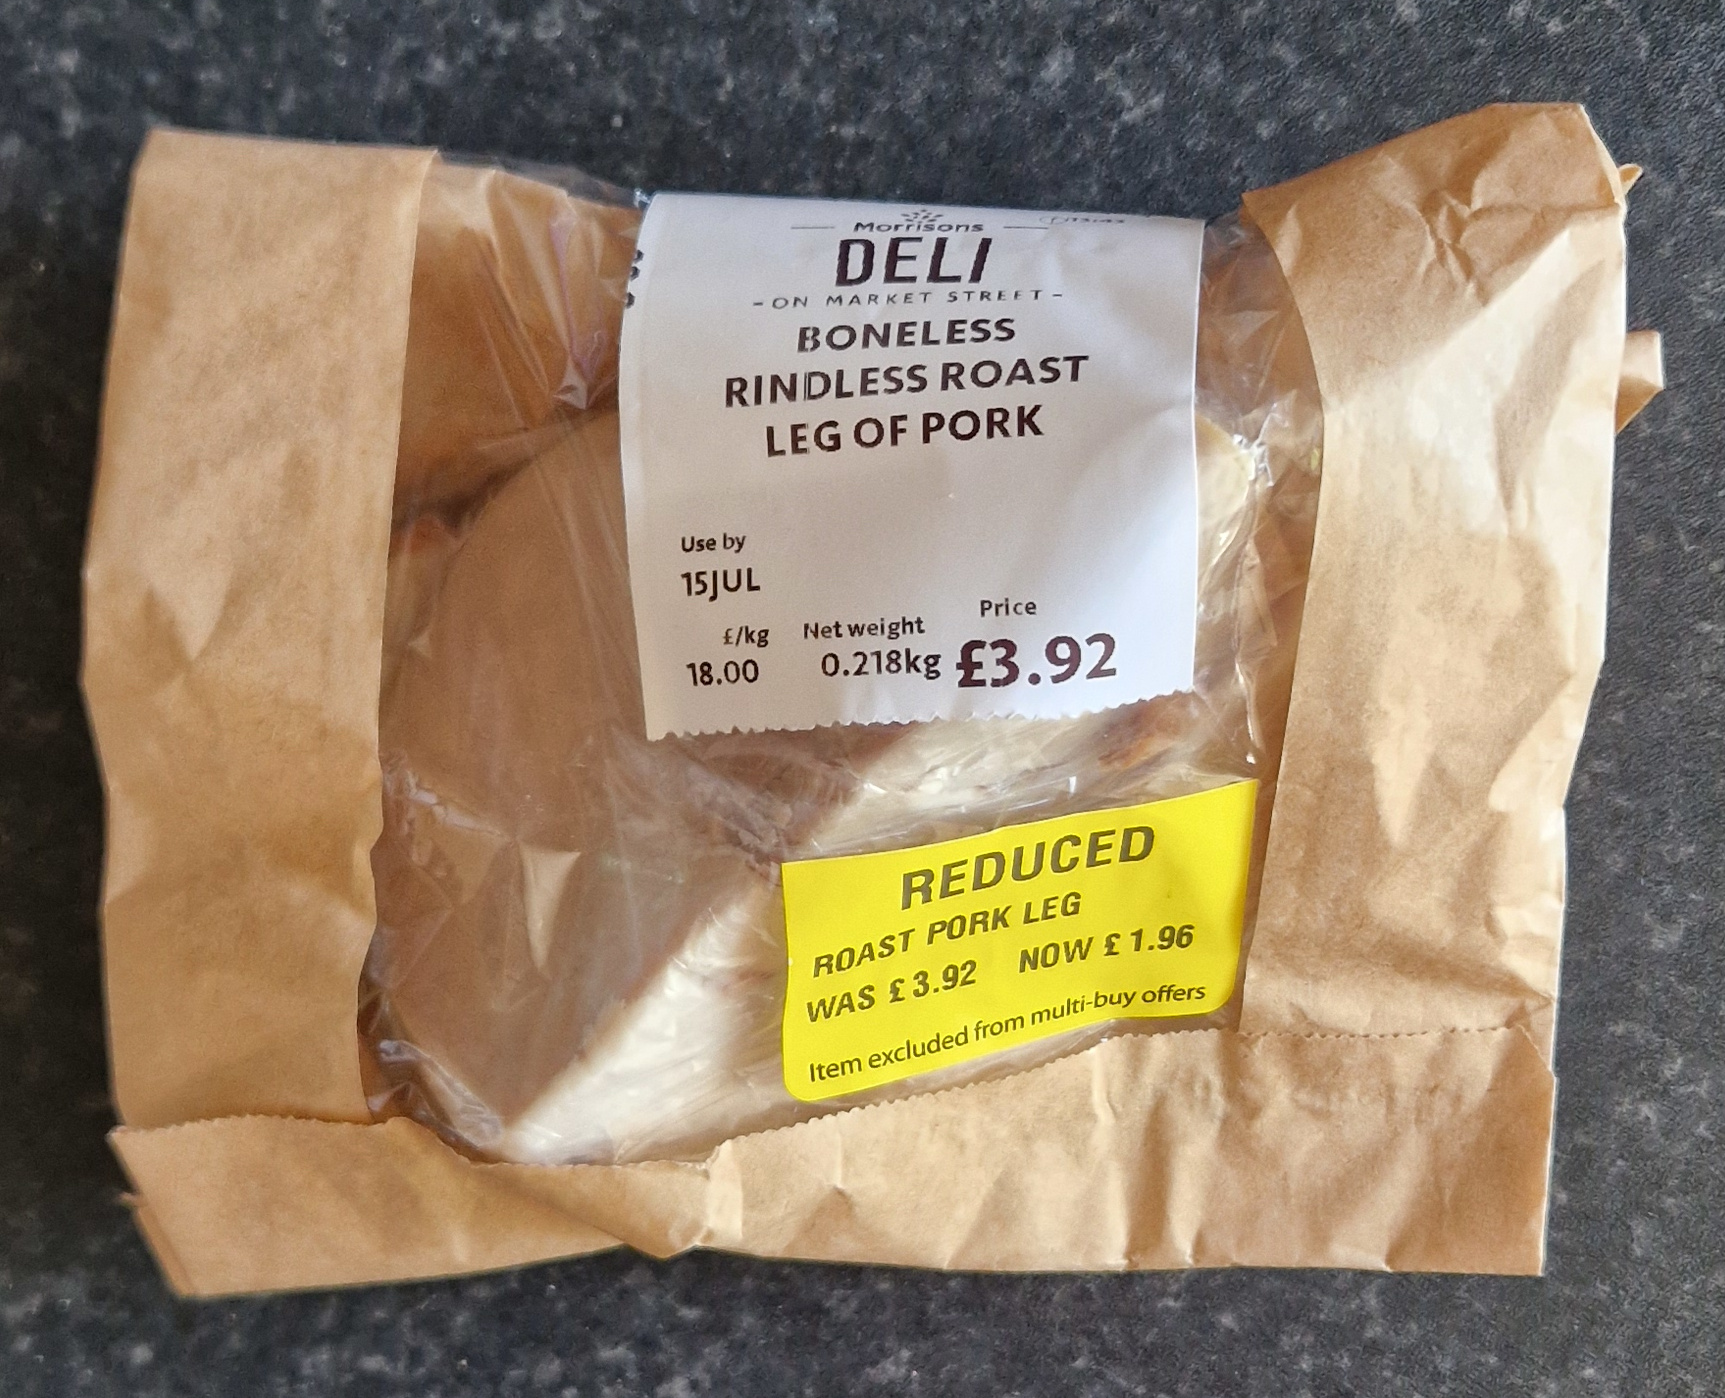 Morrisons
DELI
- ON MARKET STREET -
BONELESS
RINDLESS ROAST
LEG OF PORK
Use by
15JUL
£/kg Net weight Price
18.00 0.218kg £3.92
REDUCED
ROAST PORK LEG
WAS £3.92 NOW £1.96
Item excluded from multi-buy offers